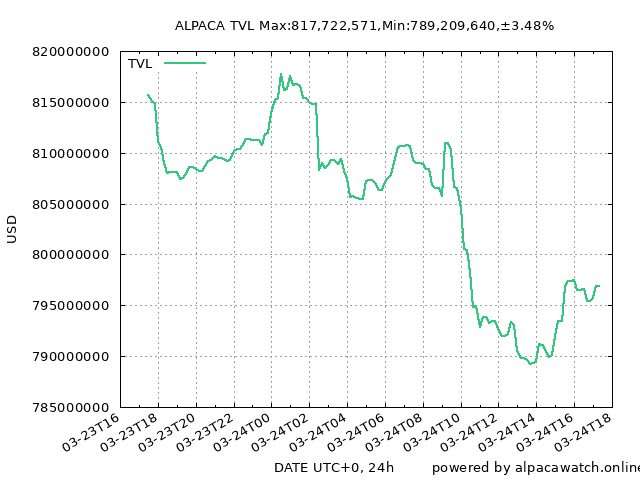 ALPACA TVL Max:817,722,571,Min:789,209,640,±3.48%
TVL
820000000
815000000
810000000
805000000
800000000
795000000
790000000
785000000
USD
03-23T16
03-23T18
03-23T20
03-23T22
03-24T00
03-24T02
03-24T04
03-24T06
03-24T08
03-24T10
03-24T12
03-24T14
03-24T16
03-24T18
DATE UTC+0, 24h
powered by alpacawatch.online